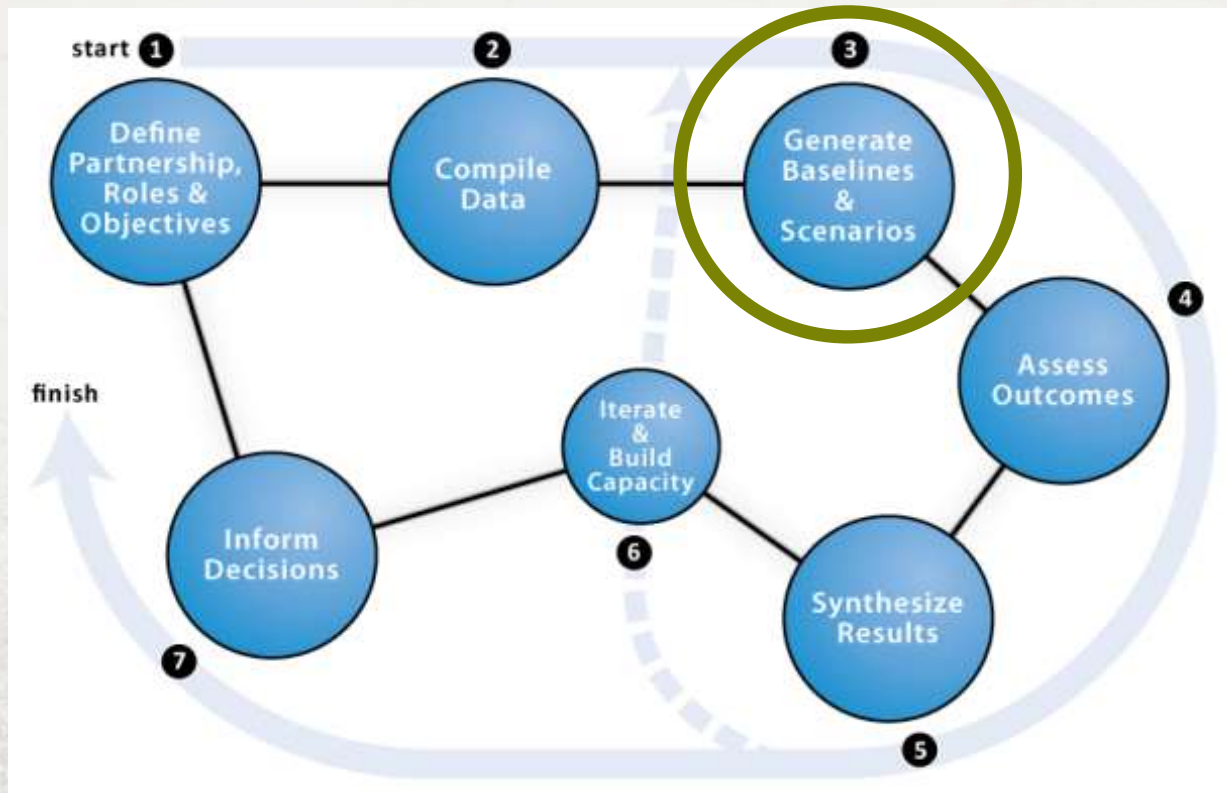 start 1
Define
Partnership,
Roles &
Objectives
2
Compile
Data
3
Generate
Baselines
&
Scenarios
4
Assess
Outcomes
5
Synthesize
Results
6
Iterate
&
Build
Capacity
7
Inform
Decisions
finish